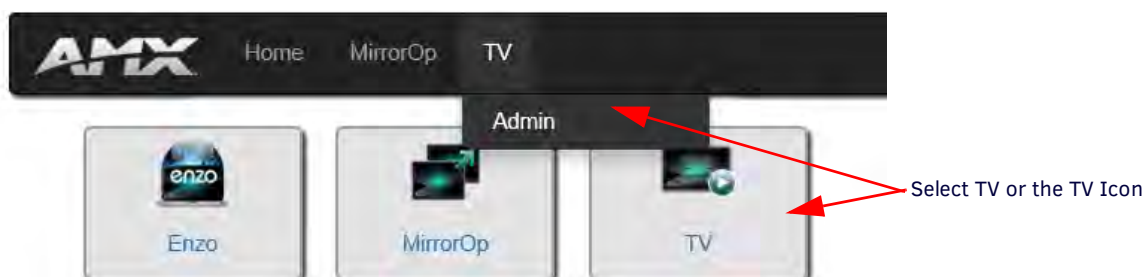 AMX Home MirrorOp TV
Admin
enzo
Select TV or the TV Icon
Enzo MirrorOp TV